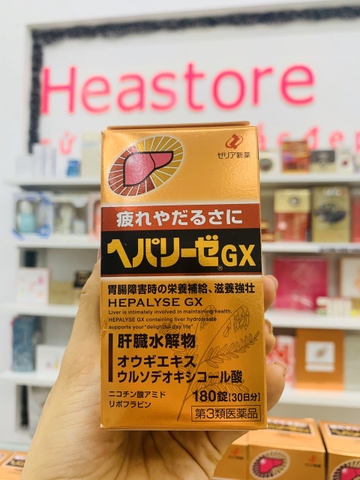 Heastore
ゼリア新薬
疲れやだるさに
ヘパリーゼ®GX
胃腸障害時の栄養補給、滋養強壮
HEPALYSE GX
Liver is intimately involved in maintaining health.
HEPALYSE GX containing liver hydrolysate
supports your "delightful day life"
肝臓水解物
オウギエキス
ウルソデオキシコール酸
ニコチン酸アミド
リボフラビン
180錠[30日分]
第3類医薬品